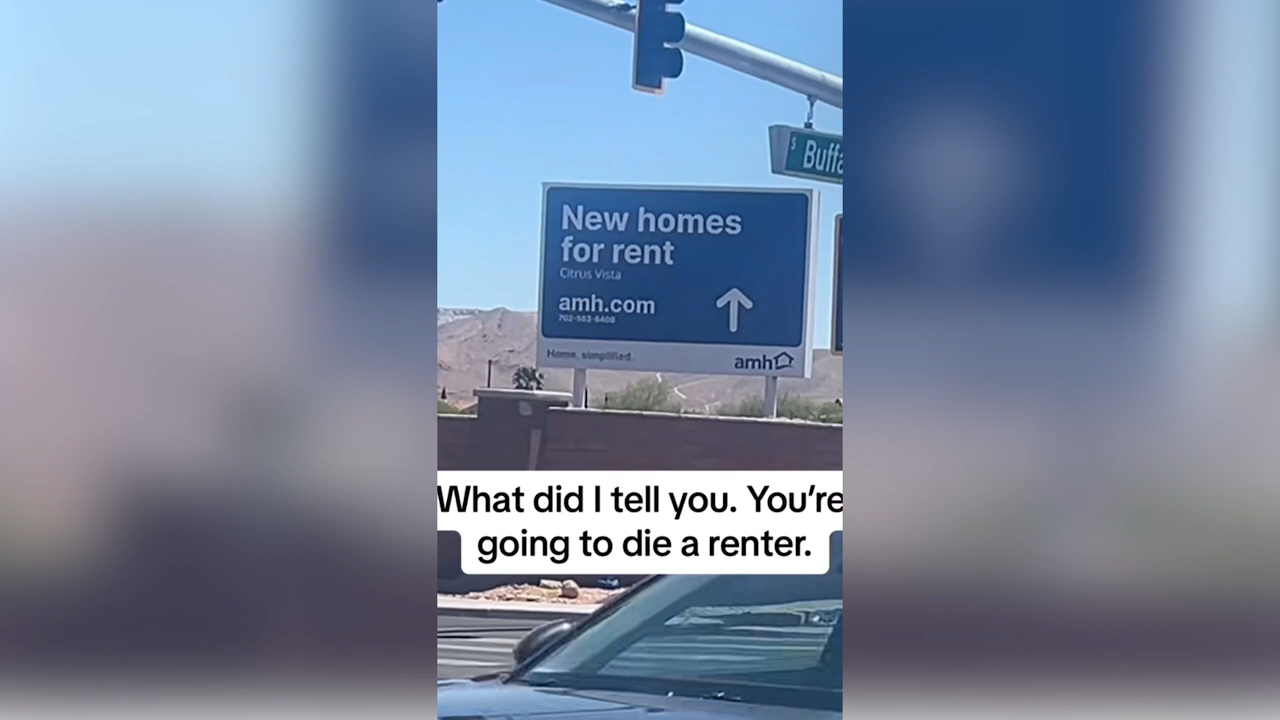 S Buffa
New homes
for rent
Citrus Vista
amh.com
702-583-6408
Home, simplified.
amh
What did I tell you. You're
going to die a renter.